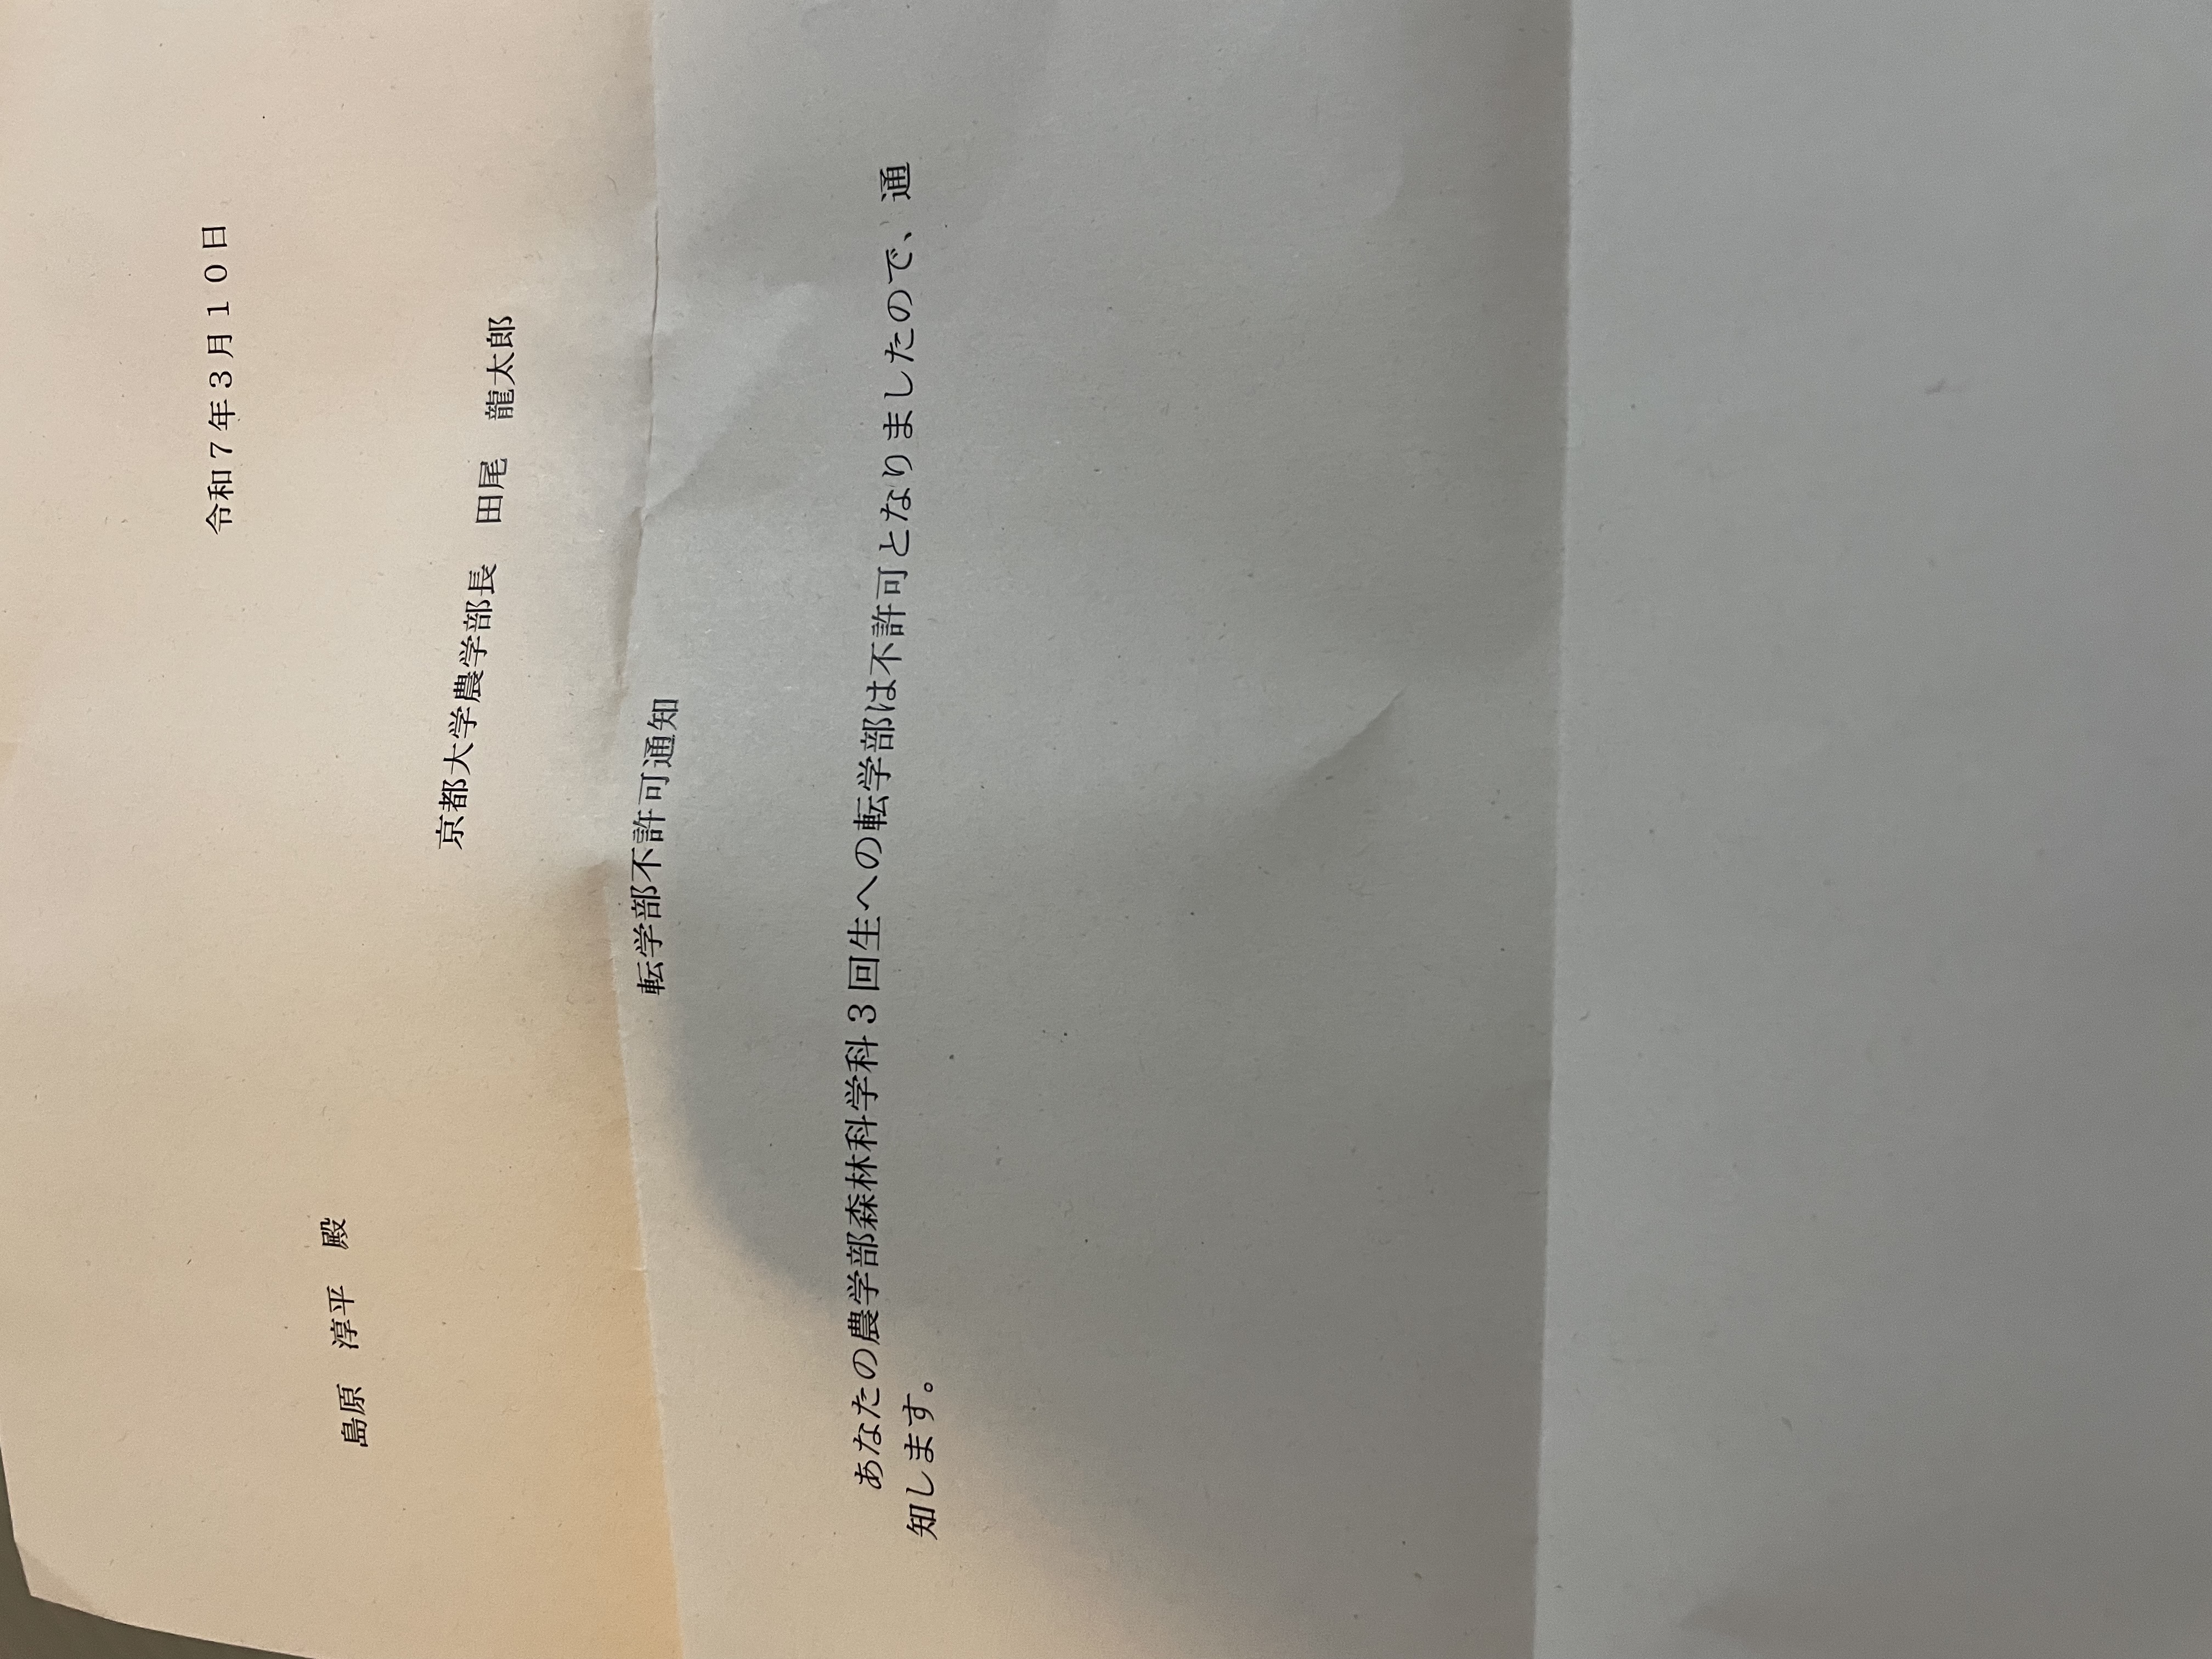 令和7年3月10日
島原 淳平 殿
京都大学農学部長 田尾 龍太郎
転学部不許可通知
あなたの農学部森林科学科3回生への転学部は不許可となりましたので、通
知します。